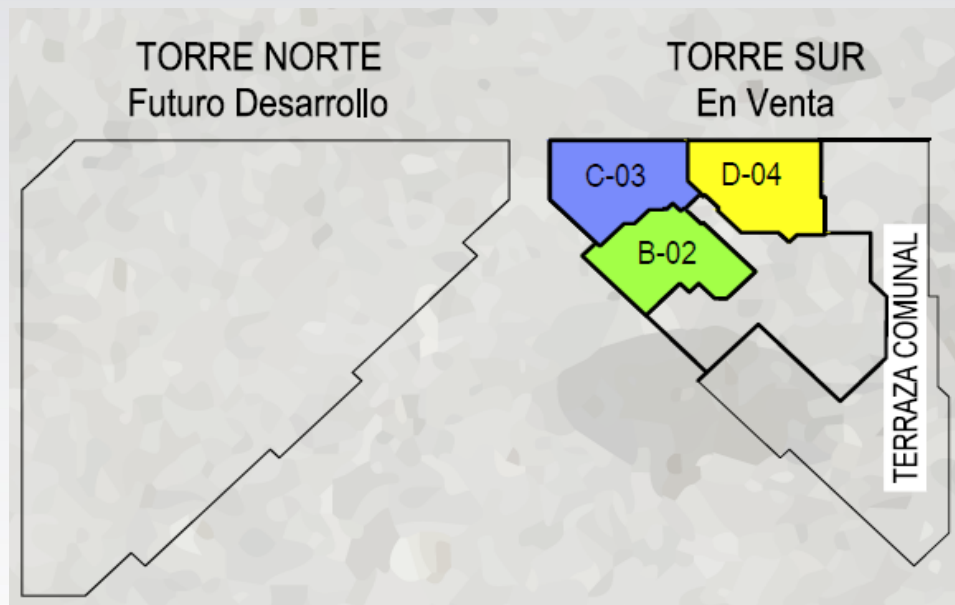 TORRE NORTE
Futuro Desarrollo
TORRE SUR
En Venta
C-03
D-04
B-02
TERRAZA COMUNAL